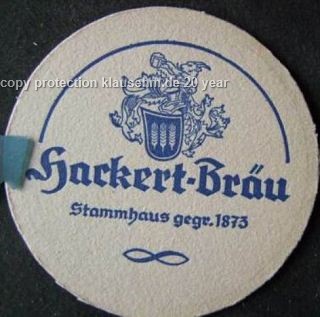 copy protection klausehm.de 20 year
Hackert-Bräu
Stammhaus gegr. 1873